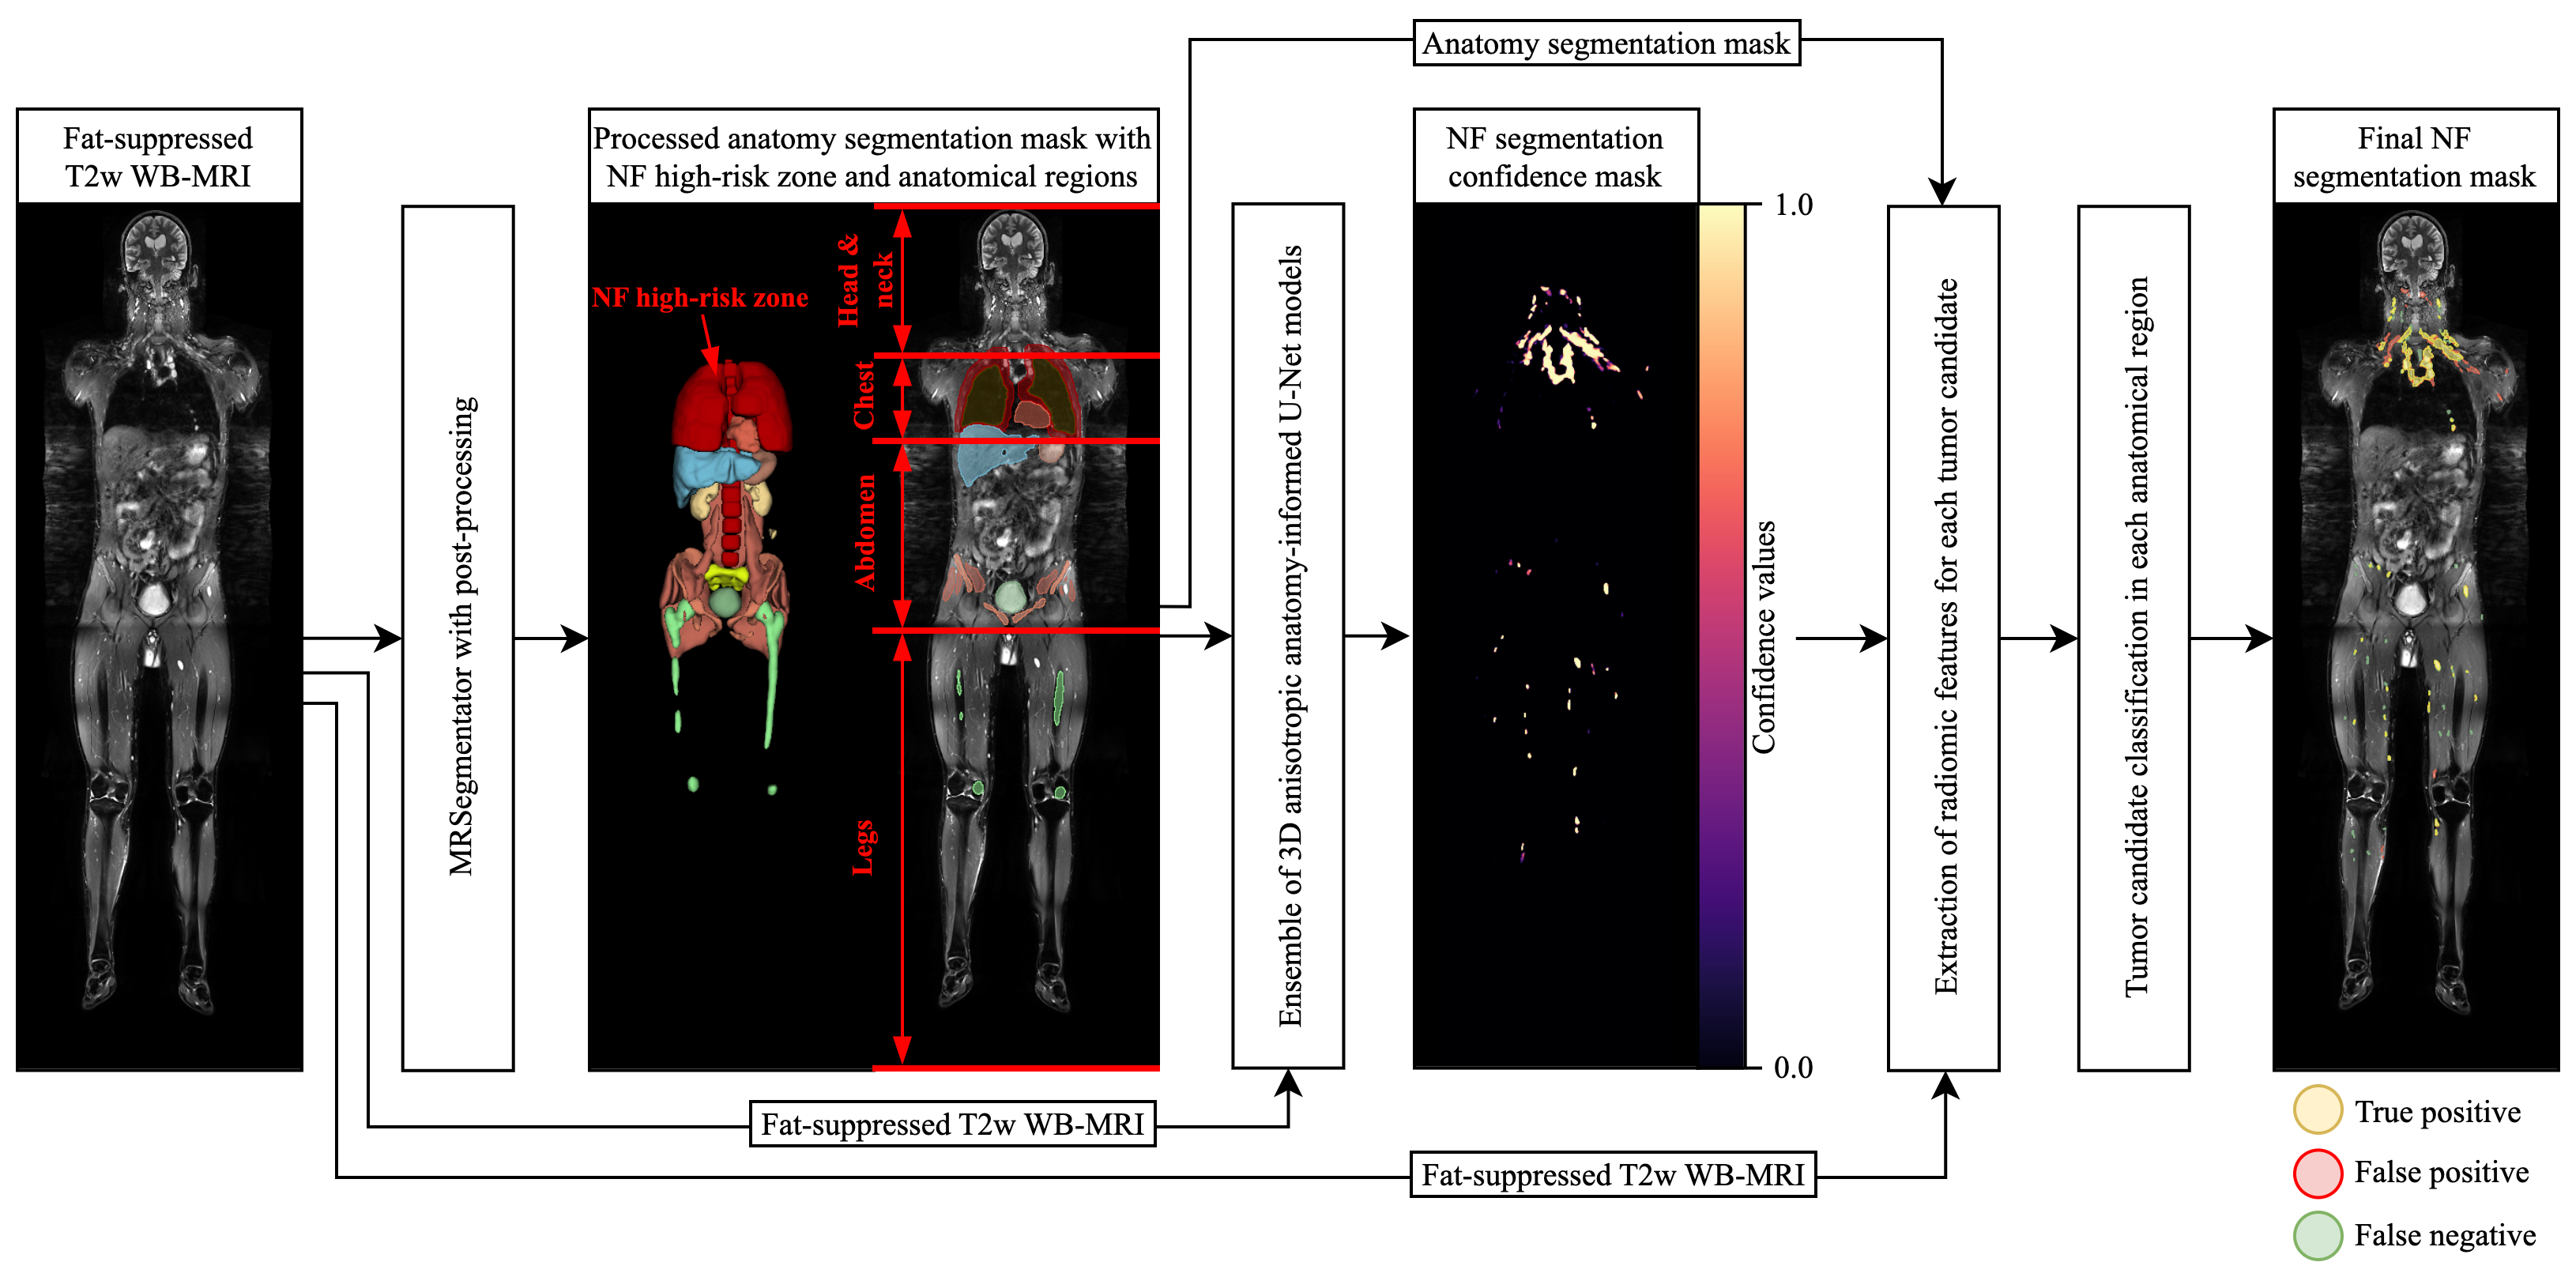 Anatomy segmentation mask
Fat-suppressed
T2w WB-MRI
Processed anatomy segmentation mask with
NF high-risk zone and anatomical regions
NF segmentation
confidence mask
Final NF
segmentation mask
MRSegmentator with post-processing
NF high-risk zone
Head &
neck
Chest
Abdomen
Legs
Ensemble of 3D anisotropic anatomy-informed U-Net models
1.0
Confidence values
0.0
Extraction of radiomic features for each tumor candidate
Tumor candidate classification in each anatomical region
Fat-suppressed T2w WB-MRI
Fat-suppressed T2w WB-MRI
True positive
False positive
False negative